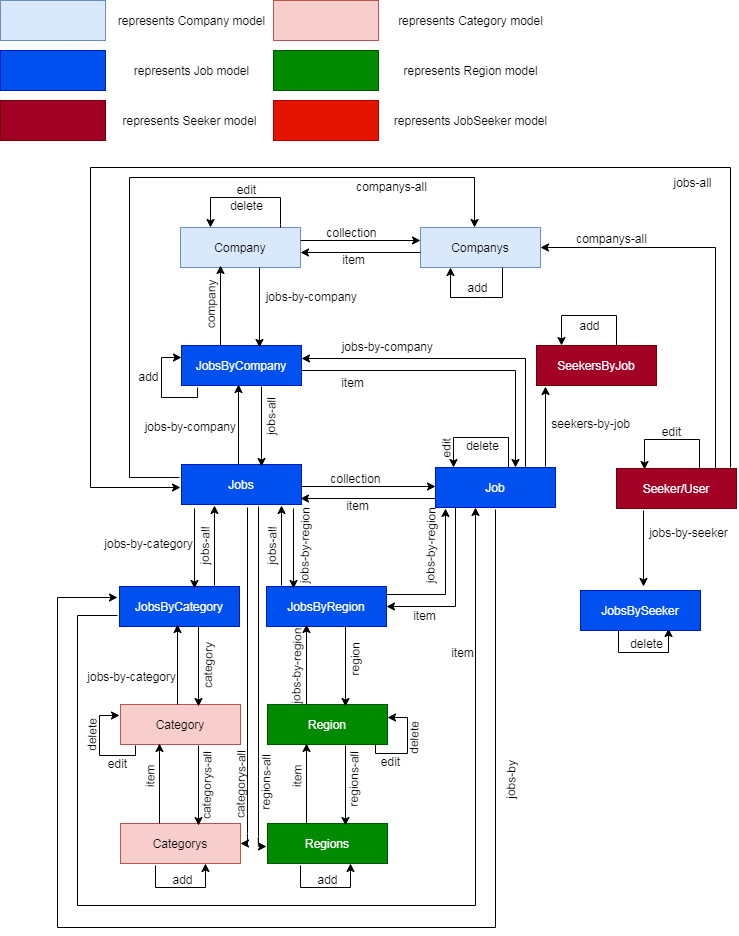 represents Company model
represents Category model
represents Job model
represents Region model
represents Seeker model
represents JobSeeker model
jobs-all
companys-all
edit
delete
collection
companys-all
Company
Companys
item
add
company
jobs-by-company
add
jobs-by-company
JobsByCompany
SeekersByJob
add
item
jobs-by-company
jobs-all
seekers-by-job
edit
delete
edit
collection
Jobs
Job
Seeker/User
item
jobs-by-category
jobs-all
jobs-all
jobs-by-region
jobs-by-region
jobs-by-seeker
JobsByCategory
JobsByRegion
JobsBySeeker
item
delete
item
jobs-by-category
category
jobs-by-region
region
Category
Region
delete
edit
delete
edit
item
categorys-all
categorys-all
regions-all
item
regions-all
jobs-by
Categorys
Regions
add
add